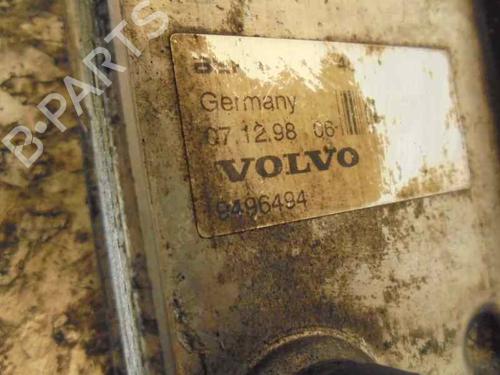 B-PARTS
Germany
07.12.98 06-
VOLVO
9496494